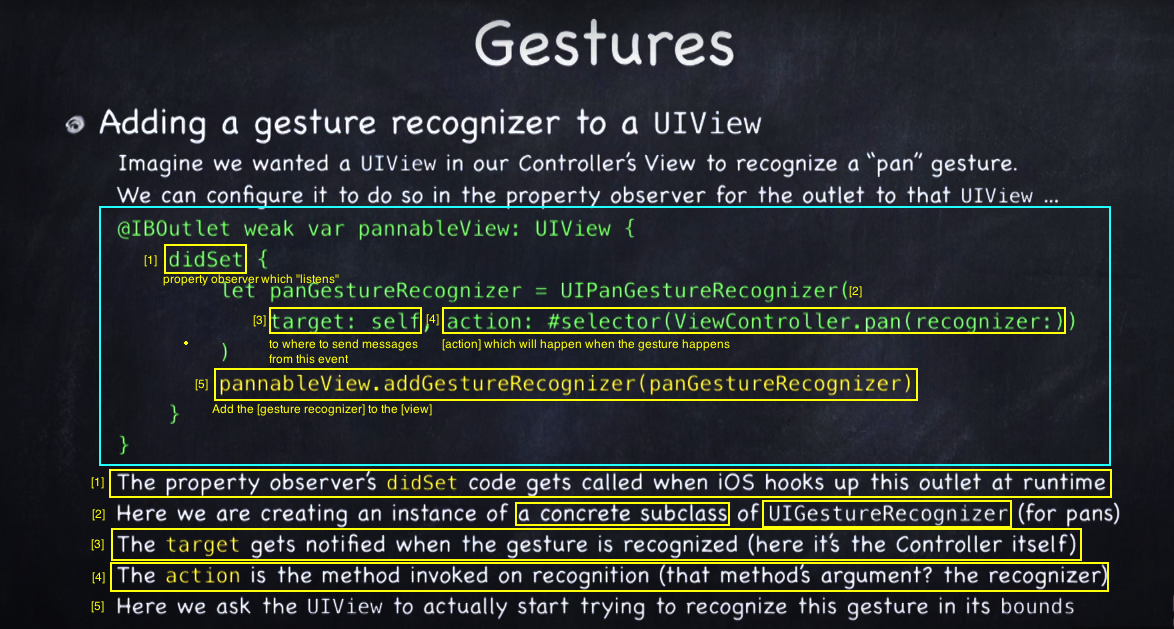 Gestures
Adding a gesture recognizer to a UIView
Imagine we wanted a UIView in our Controller's View to recognize a “pan” gesture.
We can configure it to do so in the property observer for the outlet to that UIView ...
@IBOutlet weak var pannableView: UIView {
[1] didSet {
property observer which "listens"
let panGestureRecognizer = UIPanGestureRecognizer( [2]
[3] target: self, [4] action: #selector(ViewController.pan(recognizer:))
to where to send messages
from this event
[action] which will happen when the gesture happens
)
[5] pannableView.addGestureRecognizer(panGestureRecognizer)
Add the [gesture recognizer] to the [view]
}
}
[1] The property observer's didSet code gets called when iOS hooks up this outlet at runtime
[2] Here we are creating an instance of a concrete subclass of UIGestureRecognizer (for pans)
[3] The target gets notified when the gesture is recognized (here it's the Controller itself)
[4] The action is the method invoked on recognition (that method's argument? the recognizer)
[5] Here we ask the UIView to actually start trying to recognize this gesture in its bounds